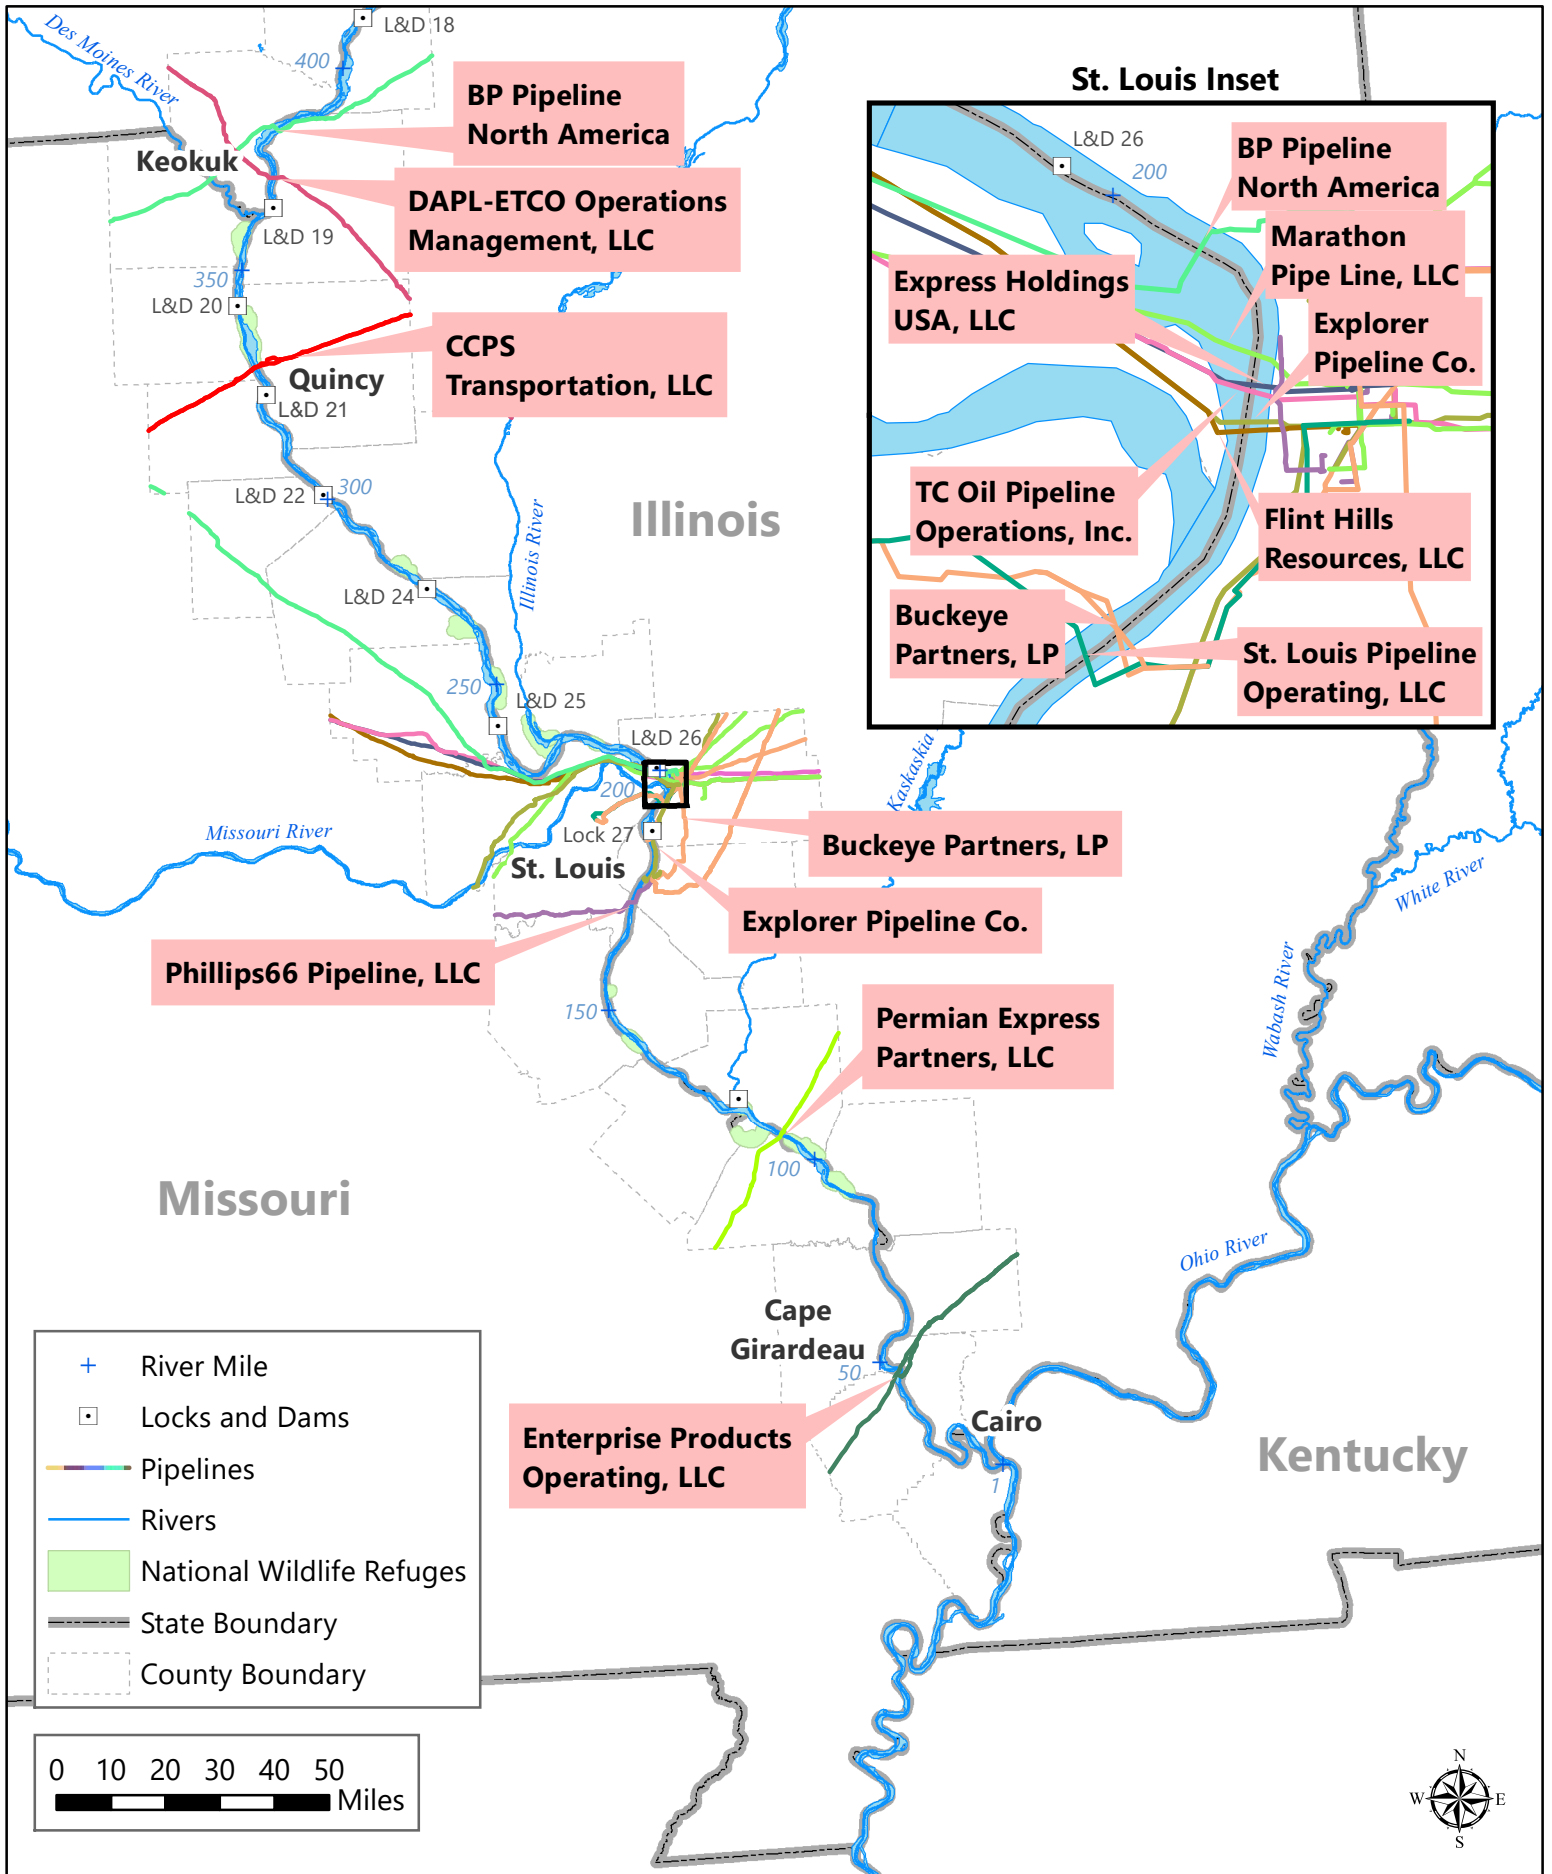 L&D 18
Des Moines River
400
BP Pipeline
North America
Keokuk
DAPL-ETCO Operations
Management, LLC
L&D 19
350
L&D 20
CCPS
Transportation, LLC
Quincy
L&D 21
L&D 22
300
Illinois
Illinois River
L&D 24
250
L&D 25
L&D 26
200
Kaskaskia
Missouri River
Lock 27
St. Louis
Buckeye Partners, LP
Explorer Pipeline Co.
Phillips66 Pipeline, LLC
150
Permian Express
Partners, LLC
100
Missouri
White River
Wabash River
Ohio River
Cape
Girardeau
50
Cairo
1
Enterprise Products
Operating, LLC
Kentucky
St. Louis Inset
L&D 26
200
BP Pipeline
North America
Marathon
Pipe Line, LLC
Express Holdings
USA, LLC
Explorer
Pipeline Co.
TC Oil Pipeline
Operations, Inc.
Flint Hills
Resources, LLC
Buckeye
Partners, LP
St. Louis Pipeline
Operating, LLC
River Mile
Locks and Dams
Pipelines
Rivers
National Wildlife Refuges
State Boundary
County Boundary
0 10 20 30 40 50
Miles
N
W E
S